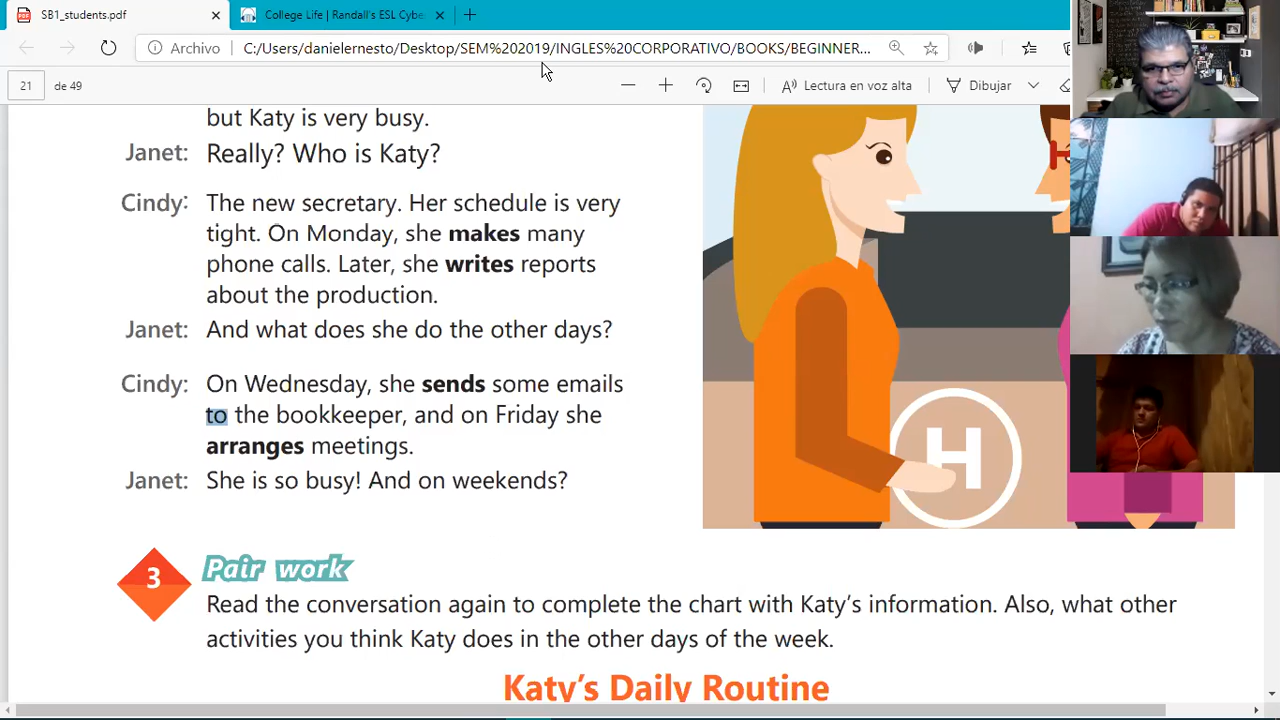 SB1_students.pdf
College Life | Randall's ESL Cybe
Archivo
C:/Users/danielernesto/Desktop/SEM%202019/INGLES%20CORPORATIVO/BOOKS/BEGINNER...
21
de 49
Lectura en voz alta
Dibujar
but Katy is very busy.
Janet: Really? Who is Katy?
Cindy: The new secretary. Her schedule is very
tight. On Monday, she makes many
phone calls. Later, she writes reports
about the production.
Janet: And what does she do the other days?
Cindy: On Wednesday, she sends some emails
to the bookkeeper, and on Friday she
arranges meetings.
Janet: She is so busy! And on weekends?
H
3
Pair work
Read the conversation again to complete the chart with Katy's information. Also, what other
activities you think Katy does in the other days of the week.
Katy's Daily Routine